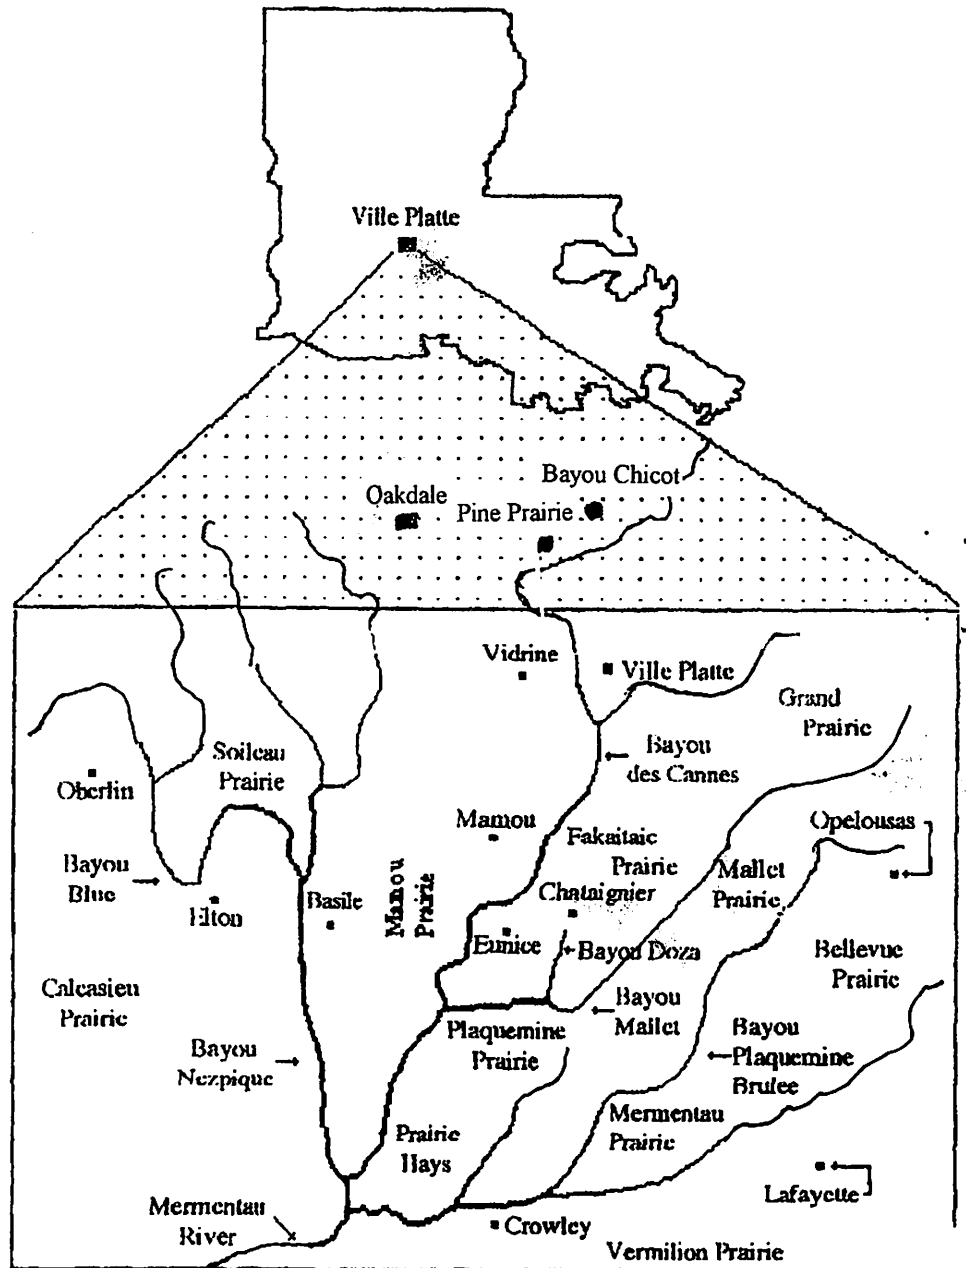 Ville Platte
Bayou Chicot
Oakdale
Pine Prairie
Vidrine
Ville Platte
Grand
Prairie
Soileau
Prairie
Bayou
des Cannes
Oberlin
Mamou
Opelousas
Fakaitaic
Prairie
Bayou
Blue
Mamou
Prairie
Mallet
Prairie
Chataignier
Basile
Elton
Eunice
Bayou Doza
Bellevue
Prairie
Calcasieu
Prairie
Bayou
Mallet
Plaquemine
Prairie
Bayou
Plaquemine
Brulee
Bayou
Nezpique
Mermentau
Prairie
Prairie
Hays
Lafayette
Mermentau
River
Crowley
Vermilion Prairie